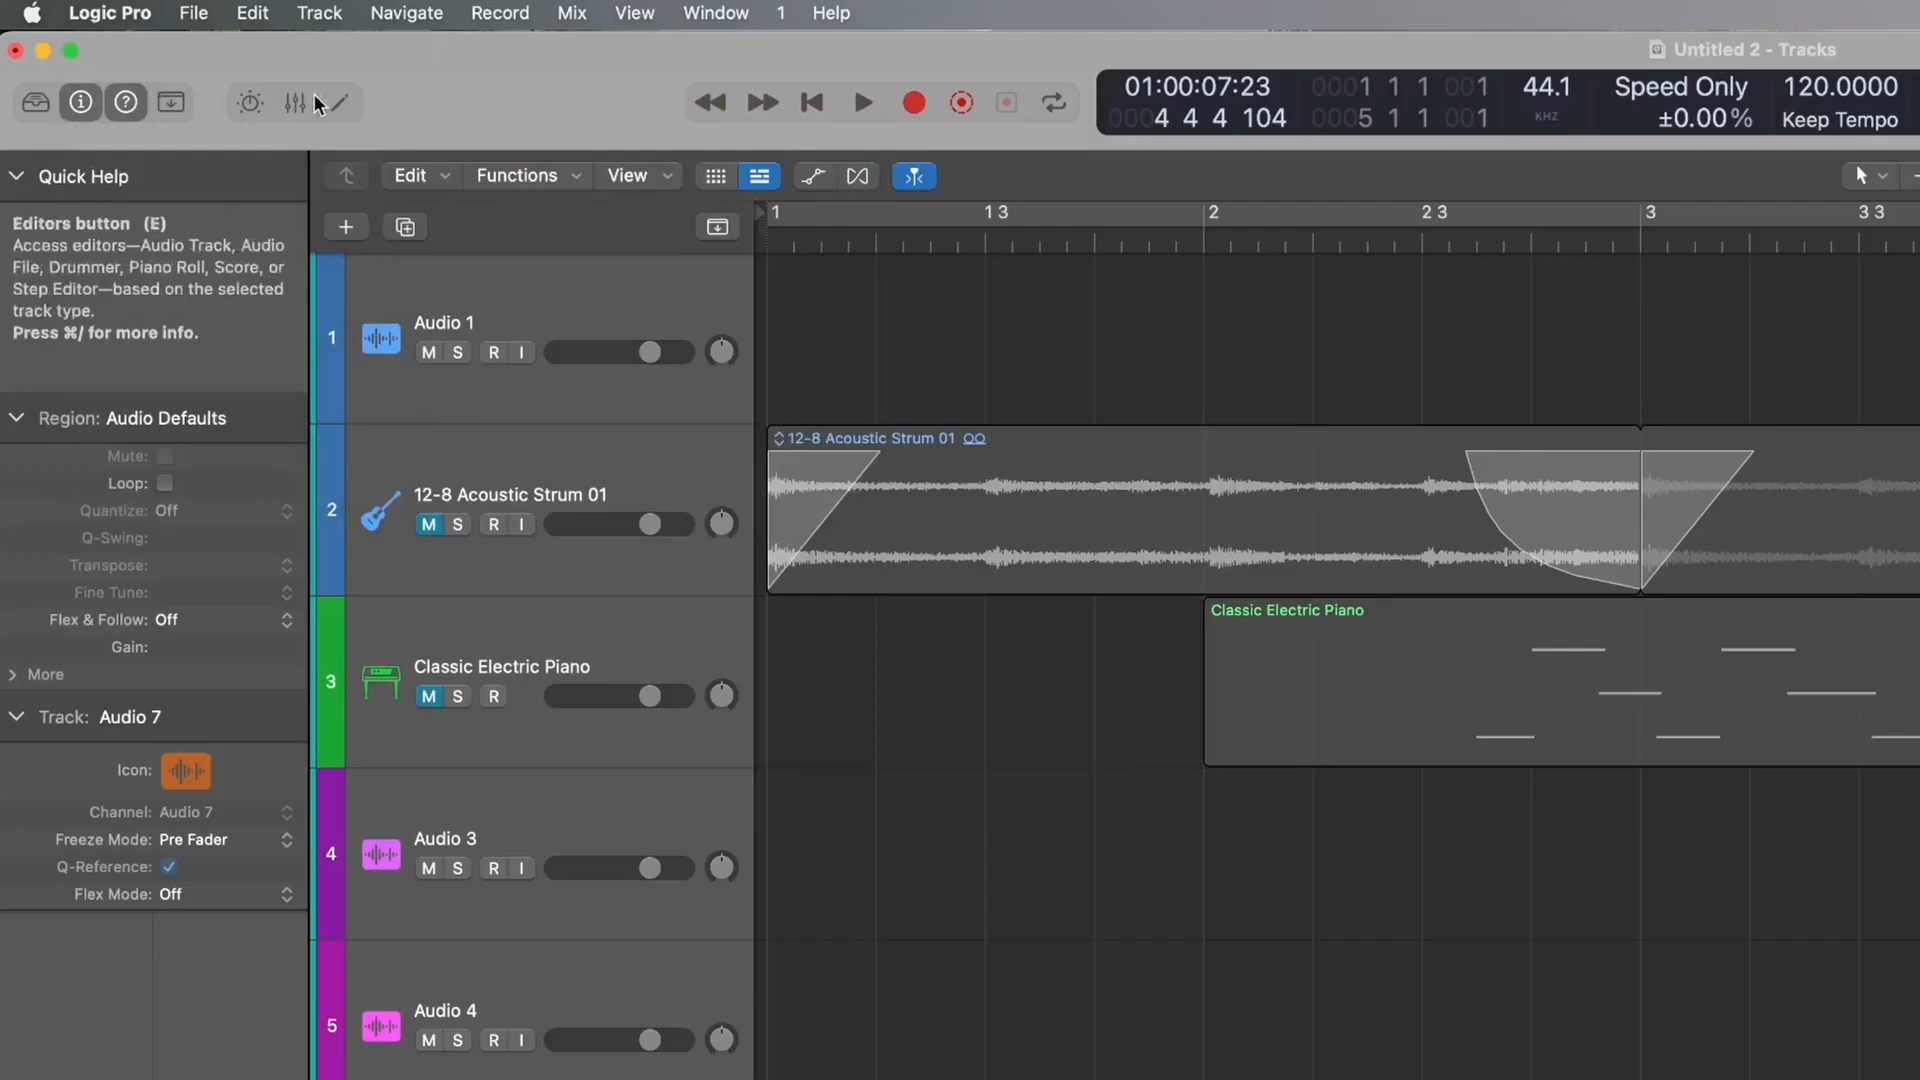 Logic Pro File Edit Track Navigate Record Mix View Window 1 Help
Untitled 2 - Tracks
01:00:07:23 0001 1 1 001 44.1 Speed Only 120.0000
0004 4 4 104 0005 1 1 001 KHZ ±0.00% Keep Tempo
Quick Help
Edit Functions View
Editors button (E)
Access editors—Audio Track, Audio
File, Drummer, Piano Roll, Score, or
Step Editor—based on the selected
track type.
Press ⌘/ for more info.
Region: Audio Defaults
Mute:
Loop:
Quantize: Off
Q-Swing:
Transpose:
Fine Tune:
Flex & Follow: Off
Gain:
More
Track: Audio 7
Icon:
Channel: Audio 7
Freeze Mode: Pre Fader
Q-Reference:
Flex Mode: Off
1 1 3 2 2 3 3 3 3
1
Audio 1
M S R I
2
12-8 Acoustic Strum 01
M S R I
3
Classic Electric Piano
M S R
4
Audio 3
M S R I
5
Audio 4
M S R I
12-8 Acoustic Strum 01
Classic Electric Piano